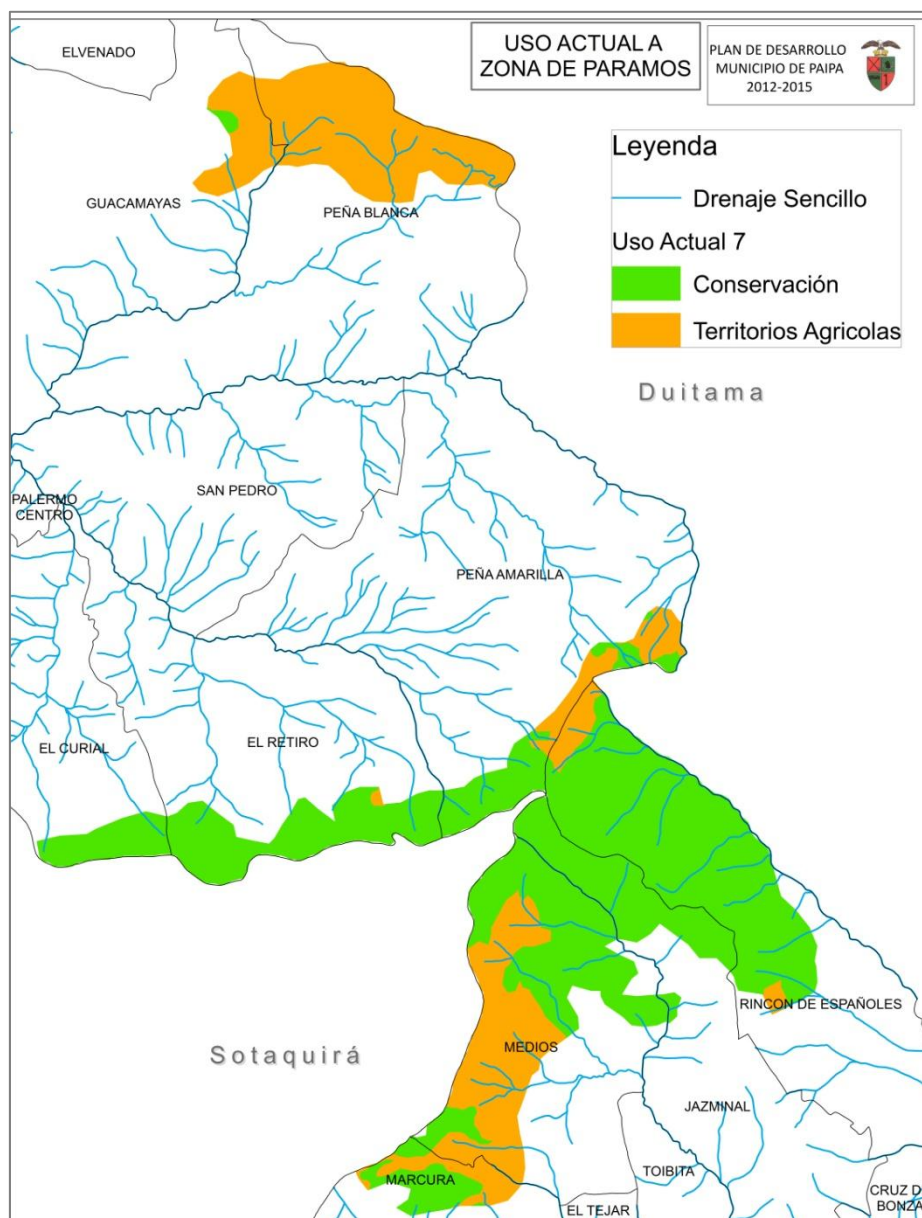 ELVENADO
USO ACTUAL A
ZONA DE PARAMOS
PLAN DE DESARROLLO
MUNICIPIO DE PAIPA
2012-2015
Leyenda
Drenaje Sencillo
Uso Actual 7
Conservación
Territorios Agricolas
GUACAMAYAS
PEÑA BLANCA
Duitama
SAN PEDRO
PALERMO
CENTRO
PEÑA AMARILLA
EL CURIAL
EL RETIRO
RINCON DE ESPAÑOLES
Sotaquirá
MEDIOS
JAZMINAL
TOIBITA
MARCURA
CRUZ D
BONZA
EL TEJAR